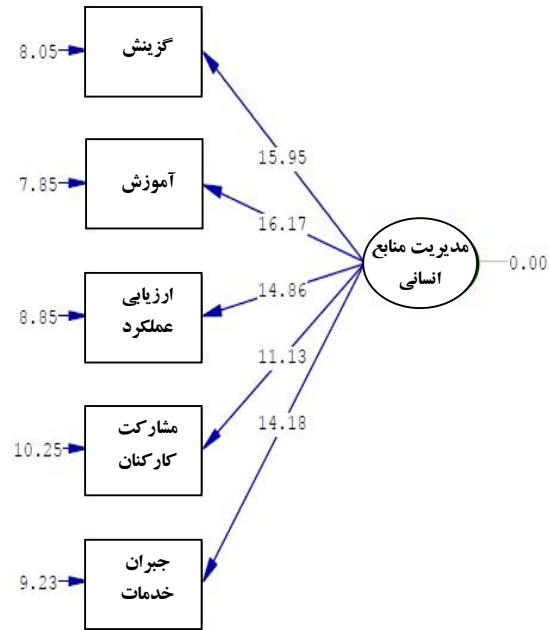 گزینش
8.05
15.95
آموزش
7.85
16.17
مدیریت منابع
انسانی
0.00
ارزیابی
عملکرد
8.85
14.86
11.13
مشارکت
کارکنان
10.25
14.18
جبران
خدمات
9.23